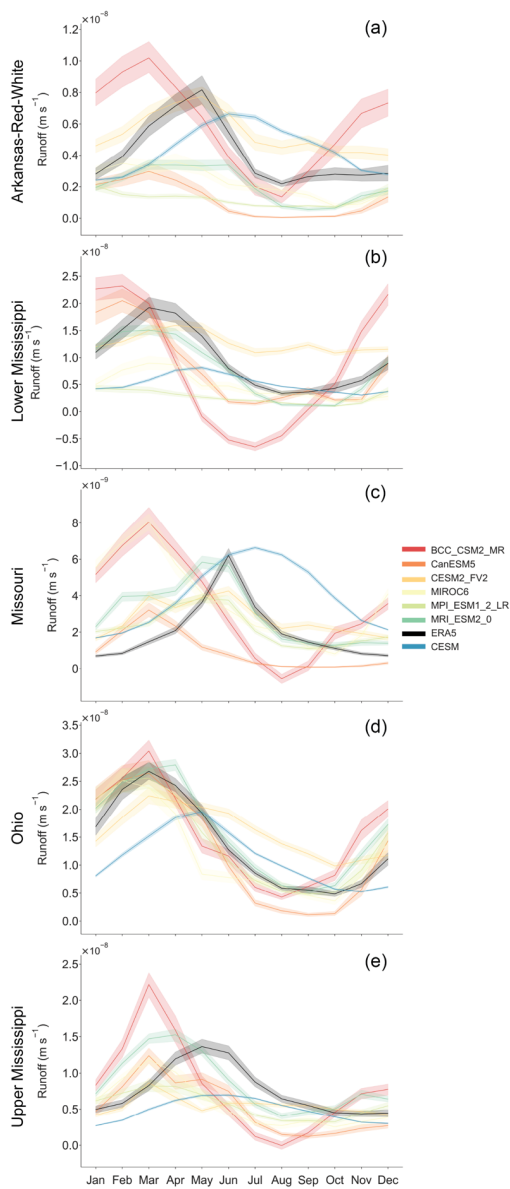 ×10⁻⁸
(a)
1.2
1.0
0.8
0.6
0.4
0.2
0.0
Arkansas-Red-White
Runoff (m s⁻¹)
×10⁻⁸
(b)
2.5
2.0
1.5
1.0
0.5
0.0
−0.5
−1.0
Lower Mississippi
Runoff (m s⁻¹)
×10⁻⁹
(c)
8
6
4
2
0
Missouri
Runoff (m s⁻¹)
BCC_CSM2_MR
CanESM5
CESM2_FV2
MIROC6
MPI_ESM1_2_LR
MRI_ESM2_0
ERA5
CESM
×10⁻⁸
(d)
3.5
3.0
2.5
2.0
1.5
1.0
0.5
0.0
Ohio
Runoff (m s⁻¹)
×10⁻⁸
(e)
2.5
2.0
1.5
1.0
0.5
0.0
Upper Mississippi
Runoff (m s⁻¹)
Jan Feb Mar Apr May Jun Jul Aug Sep Oct Nov Dec